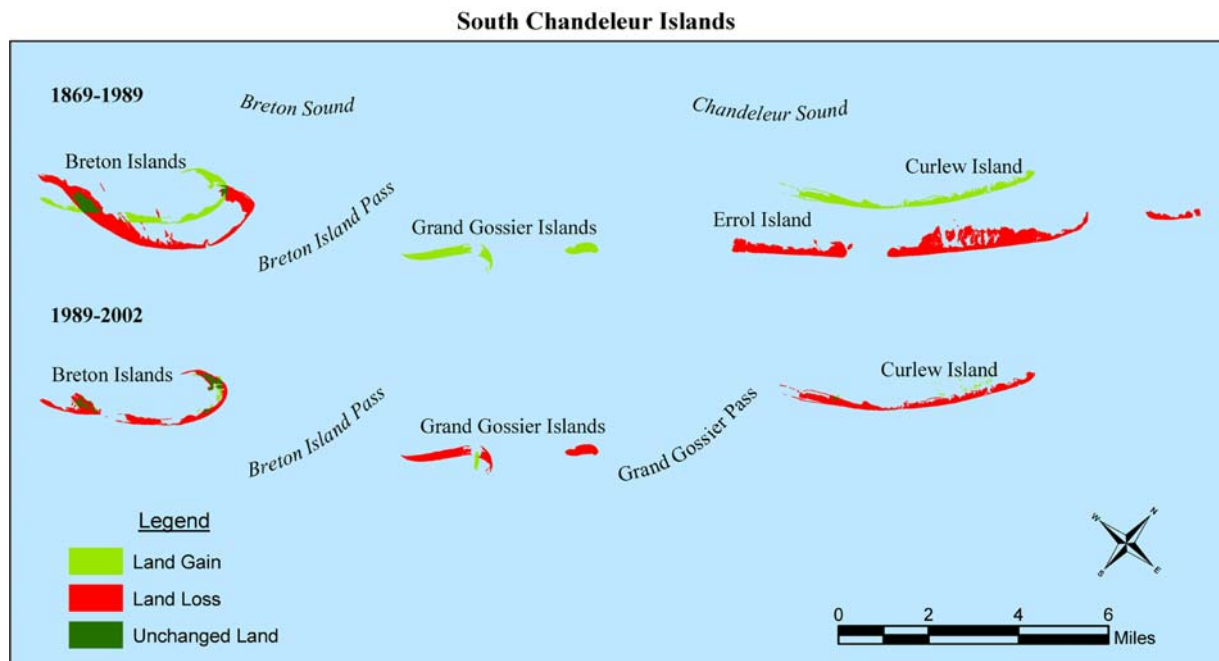 South Chandeleur Islands
1869-1989
Breton Sound
Chandeleur Sound
Breton Islands
Curlew Island
Breton Island Pass
Grand Gossier Islands
Errol Island
1989-2002
Breton Islands
Curlew Island
Breton Island Pass
Grand Gossier Islands
Grand Gossier Pass
Legend
Land Gain
Land Loss
Unchanged Land
W
N
S
E
0 2 4 6
Miles